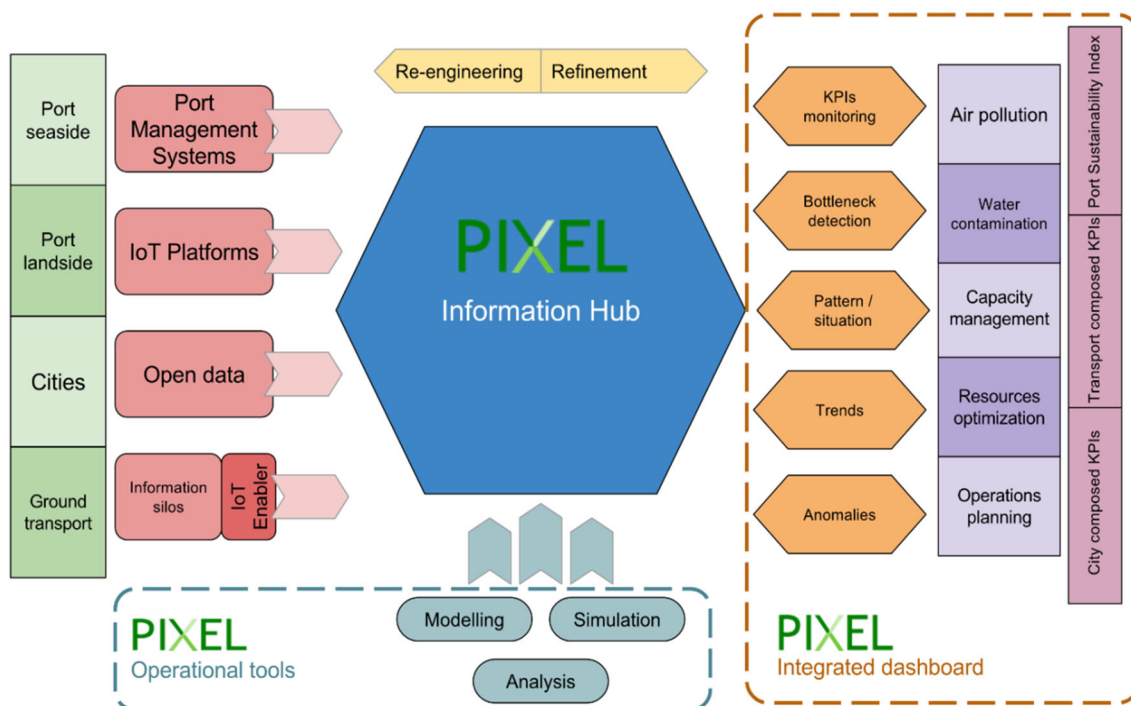 Port
seaside
Port
landside
Cities
Ground
transport
Port
Management
Systems
IoT Platforms
Open data
Information
silos
IoT
Enabler
Re-engineering
Refinement
PIXEL
Information Hub
PIXEL
Operational tools
Modelling
Simulation
Analysis
KPIs
monitoring
Bottleneck
detection
Pattern /
situation
Trends
Anomalies
Air pollution
Water
contamination
Capacity
management
Resources
optimization
Operations
planning
Port Sustainability Index
Transport composed KPIs
City composed KPIs
PIXEL
Integrated dashboard